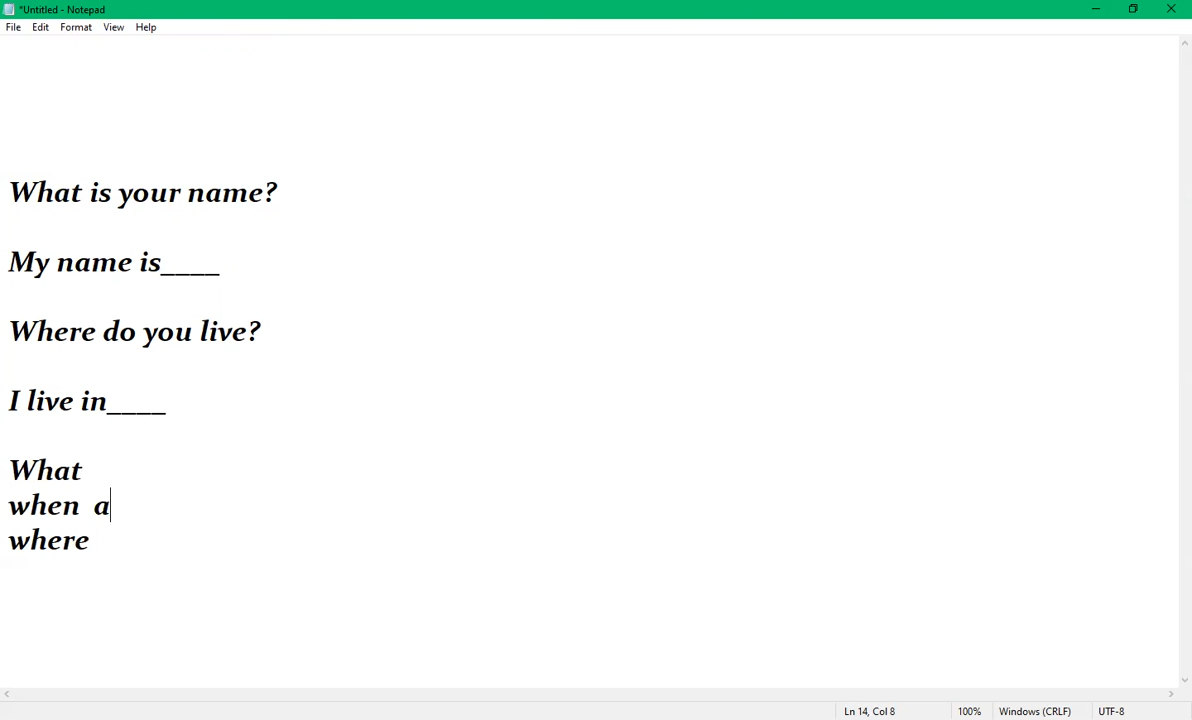 *Untitled - Notepad
File Edit Format View Help
What is your name?
My name is____
Where do you live?
I live in____
What
when  a
where
Ln 14, Col 8 100% Windows (CRLF) UTF-8